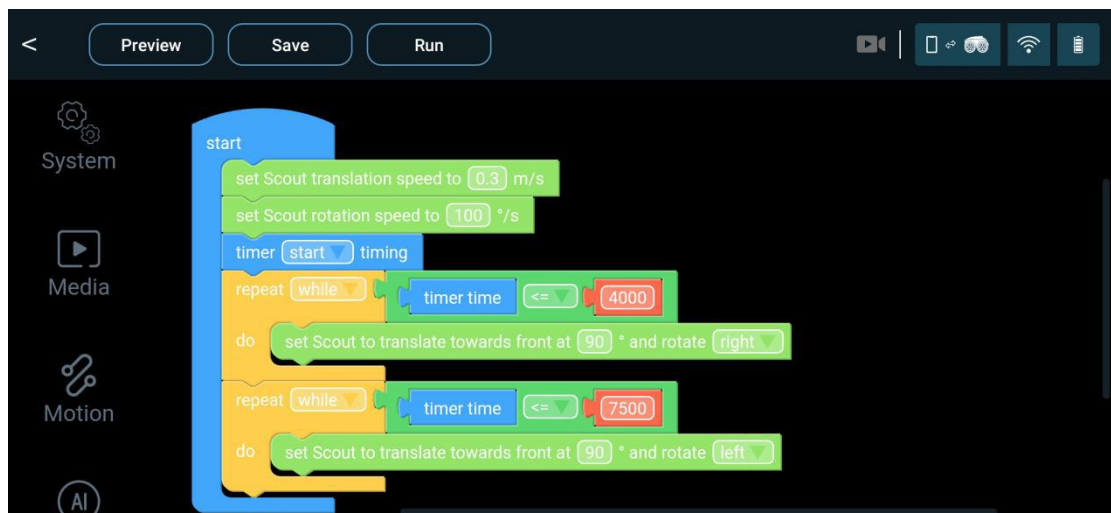 < Preview Save Run
System
Media
Motion
AI
start
set Scout translation speed to 0.3 m/s
set Scout rotation speed to 100 °/s
timer start timing
repeat while timer time <= 4000
do set Scout to translate towards front at 90 ° and rotate right
repeat while timer time <= 7500
do set Scout to translate towards front at 90 ° and rotate left